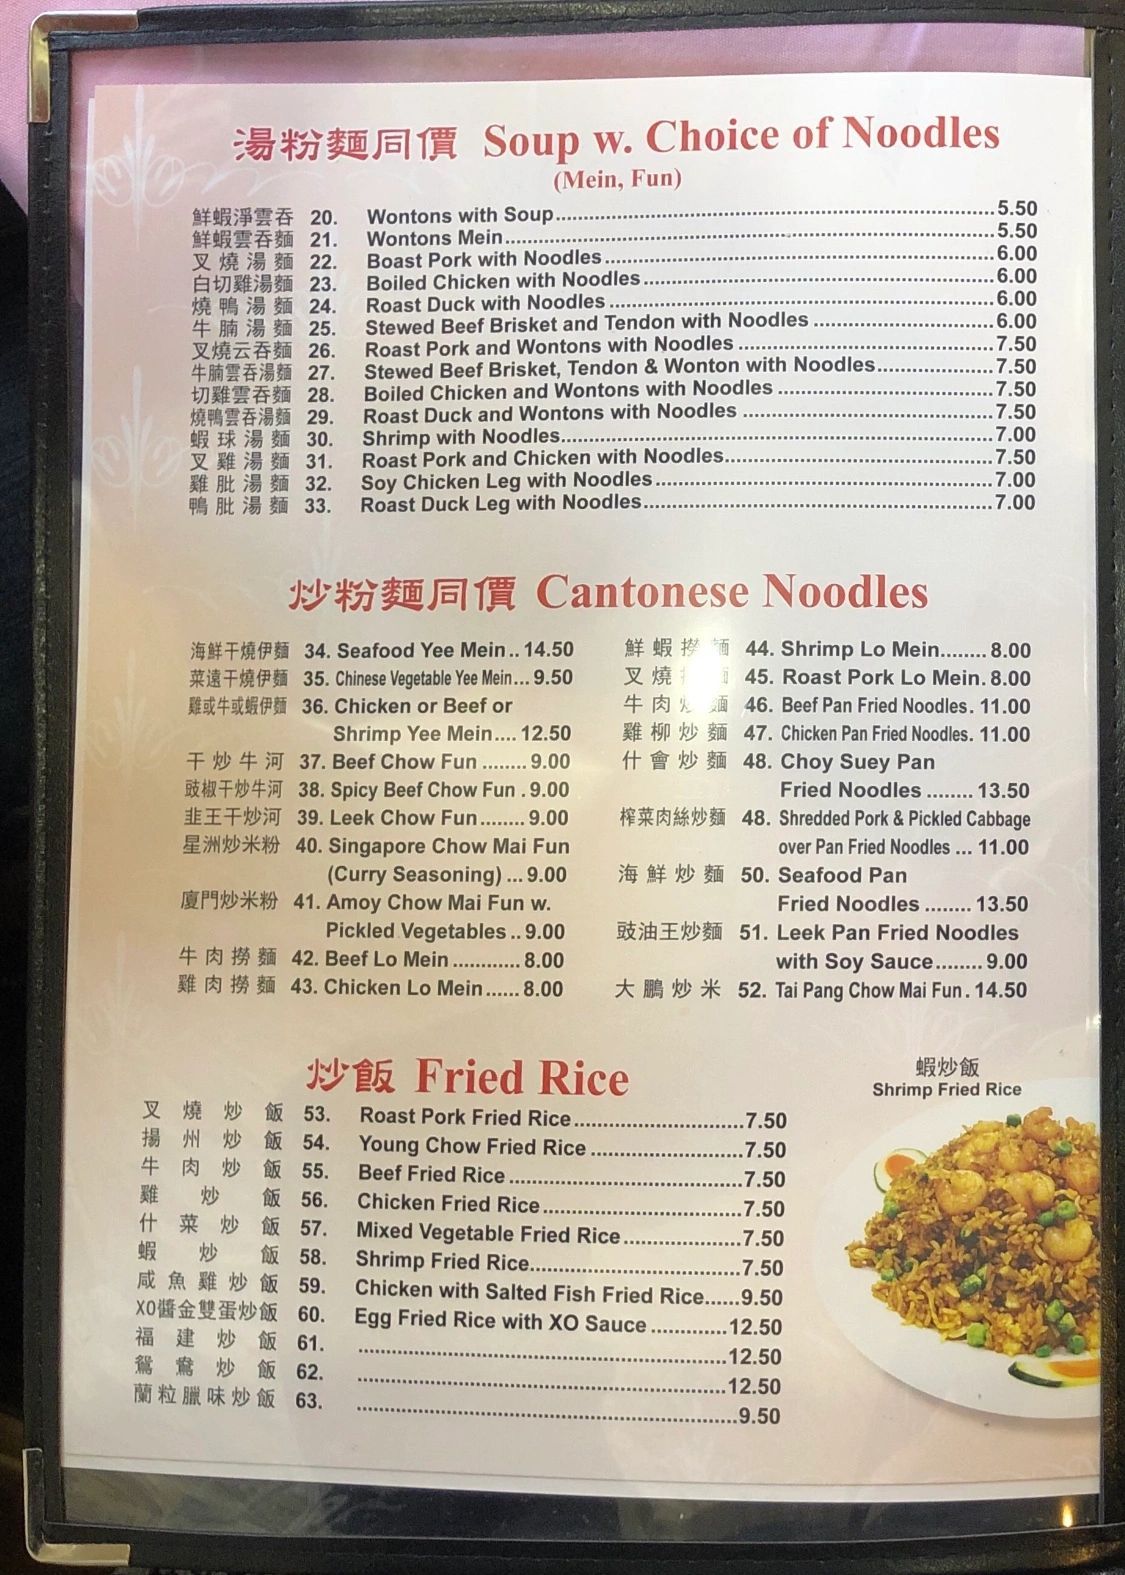 湯粉麵同價 Soup w. Choice of Noodles
(Mein, Fun)
鮮蝦淨雲吞 20. Wontons with Soup 5.50
鮮蝦雲吞麵 21. Wontons Mein 5.50
叉燒湯麵 22. Boast Pork with Noodles 6.00
白切雞湯麵 23. Boiled Chicken with Noodles 6.00
燒鴨湯麵 24. Roast Duck with Noodles 6.00
牛腩湯麵 25. Stewed Beef Brisket and Tendon with Noodles 6.00
叉燒云吞麵 26. Roast Pork and Wontons with Noodles 7.50
牛腩雲吞湯麵 27. Stewed Beef Brisket, Tendon & Wonton with Noodles 7.50
切雞雲吞麵 28. Boiled Chicken and Wontons with Noodles 7.50
燒鴨雲吞湯麵 29. Roast Duck and Wontons with Noodles 7.50
蝦球湯麵 30. Shrimp with Noodles 7.00
叉雞湯麵 31. Roast Pork and Chicken with Noodles 7.50
雞肶湯麵 32. Soy Chicken Leg with Noodles 7.00
鴨肶湯麵 33. Roast Duck Leg with Noodles 7.00
炒粉麵同價 Cantonese Noodles
海鮮干燒伊麵 34. Seafood Yee Mein 14.50
菜遠干燒伊麵 35. Chinese Vegetable Yee Mein 9.50
雞或牛或蝦伊麵 36. Chicken or Beef or
Shrimp Yee Mein 12.50
干炒牛河 37. Beef Chow Fun 9.00
豉椒干炒牛河 38. Spicy Beef Chow Fun 9.00
韭王干炒河 39. Leek Chow Fun 9.00
星洲炒米粉 40. Singapore Chow Mai Fun
(Curry Seasoning) 9.00
廈門炒米粉 41. Amoy Chow Mai Fun w.
Pickled Vegetables 9.00
牛肉撈麵 42. Beef Lo Mein 8.00
雞肉撈麵 43. Chicken Lo Mein 8.00
鮮蝦撈麵 44. Shrimp Lo Mein 8.00
叉燒 麵 45. Roast Pork Lo Mein 8.00
牛肉炒麵 46. Beef Pan Fried Noodles 11.00
雞柳炒麵 47. Chicken Pan Fried Noodles 11.00
什會炒麵 48. Choy Suey Pan
Fried Noodles 13.50
榨菜肉絲炒麵 48. Shredded Pork & Pickled Cabbage
over Pan Fried Noodles 11.00
海鮮炒麵 50. Seafood Pan
Fried Noodles 13.50
豉油王炒麵 51. Leek Pan Fried Noodles
with Soy Sauce 9.00
大鵬炒米 52. Tai Pang Chow Mai Fun 14.50
炒飯 Fried Rice
叉燒炒飯 53. Roast Pork Fried Rice 7.50
揚州炒飯 54. Young Chow Fried Rice 7.50
牛肉炒飯 55. Beef Fried Rice 7.50
雞炒飯 56. Chicken Fried Rice 7.50
什菜炒飯 57. Mixed Vegetable Fried Rice 7.50
蝦炒飯 58. Shrimp Fried Rice 7.50
咸魚雞炒飯 59. Chicken with Salted Fish Fried Rice 9.50
XO醬金雙蛋炒飯 60. Egg Fried Rice with XO Sauce 12.50
福建炒飯 61. 12.50
鴛鴦炒飯 62. 12.50
蘭粒臘味炒飯 63. 9.50
蝦炒飯
Shrimp Fried Rice